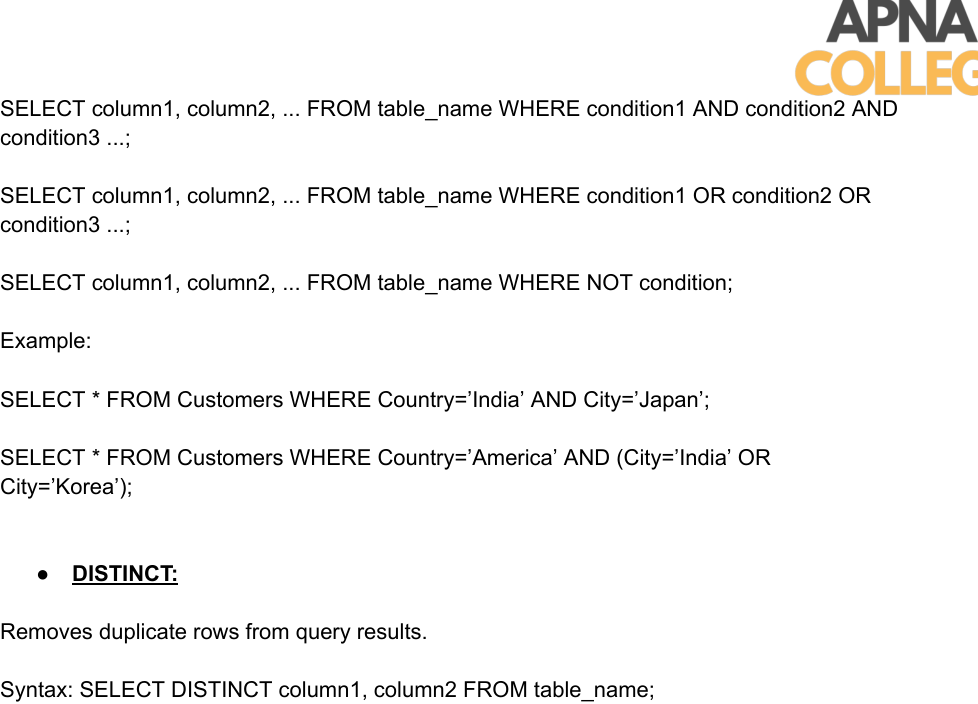 APNA
COLLEG
SELECT column1, column2, ... FROM table_name WHERE condition1 AND condition2 AND
condition3 ...;
SELECT column1, column2, ... FROM table_name WHERE condition1 OR condition2 OR
condition3 ...;
SELECT column1, column2, ... FROM table_name WHERE NOT condition;
Example:
SELECT * FROM Customers WHERE Country=’India’ AND City=’Japan’;
SELECT * FROM Customers WHERE Country=’America’ AND (City=’India’ OR
City=’Korea’);
● DISTINCT:
Removes duplicate rows from query results.
Syntax: SELECT DISTINCT column1, column2 FROM table_name;